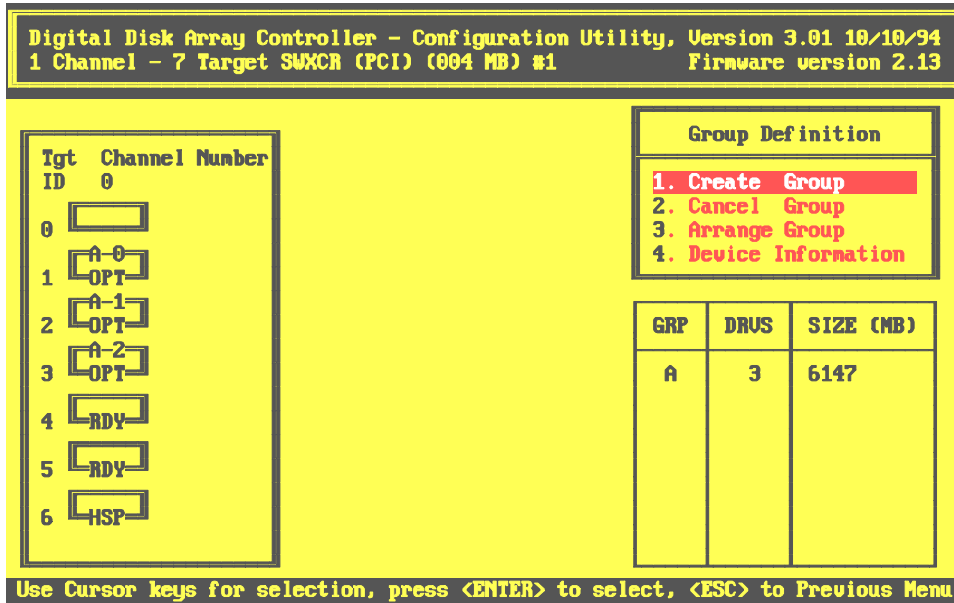 Digital Disk Array Controller – Configuration Utility, Version 3.01 10/10/94
1 Channel – 7 Target SWXCR (PCI) (004 MB) #1 Firmware version 2.13
Tgt Channel Number
ID 0
0
A-0
1 OPT
A-1
2 OPT
A-2
3 OPT
4 RDY
5 RDY
6 HSP
Group Definition
1. Create Group
2. Cancel Group
3. Arrange Group
4. Device Information
GRP DRVS SIZE (MB)
A 3 6147
Use Cursor keys for selection, press <ENTER> to select, <ESC> to Previous Menu